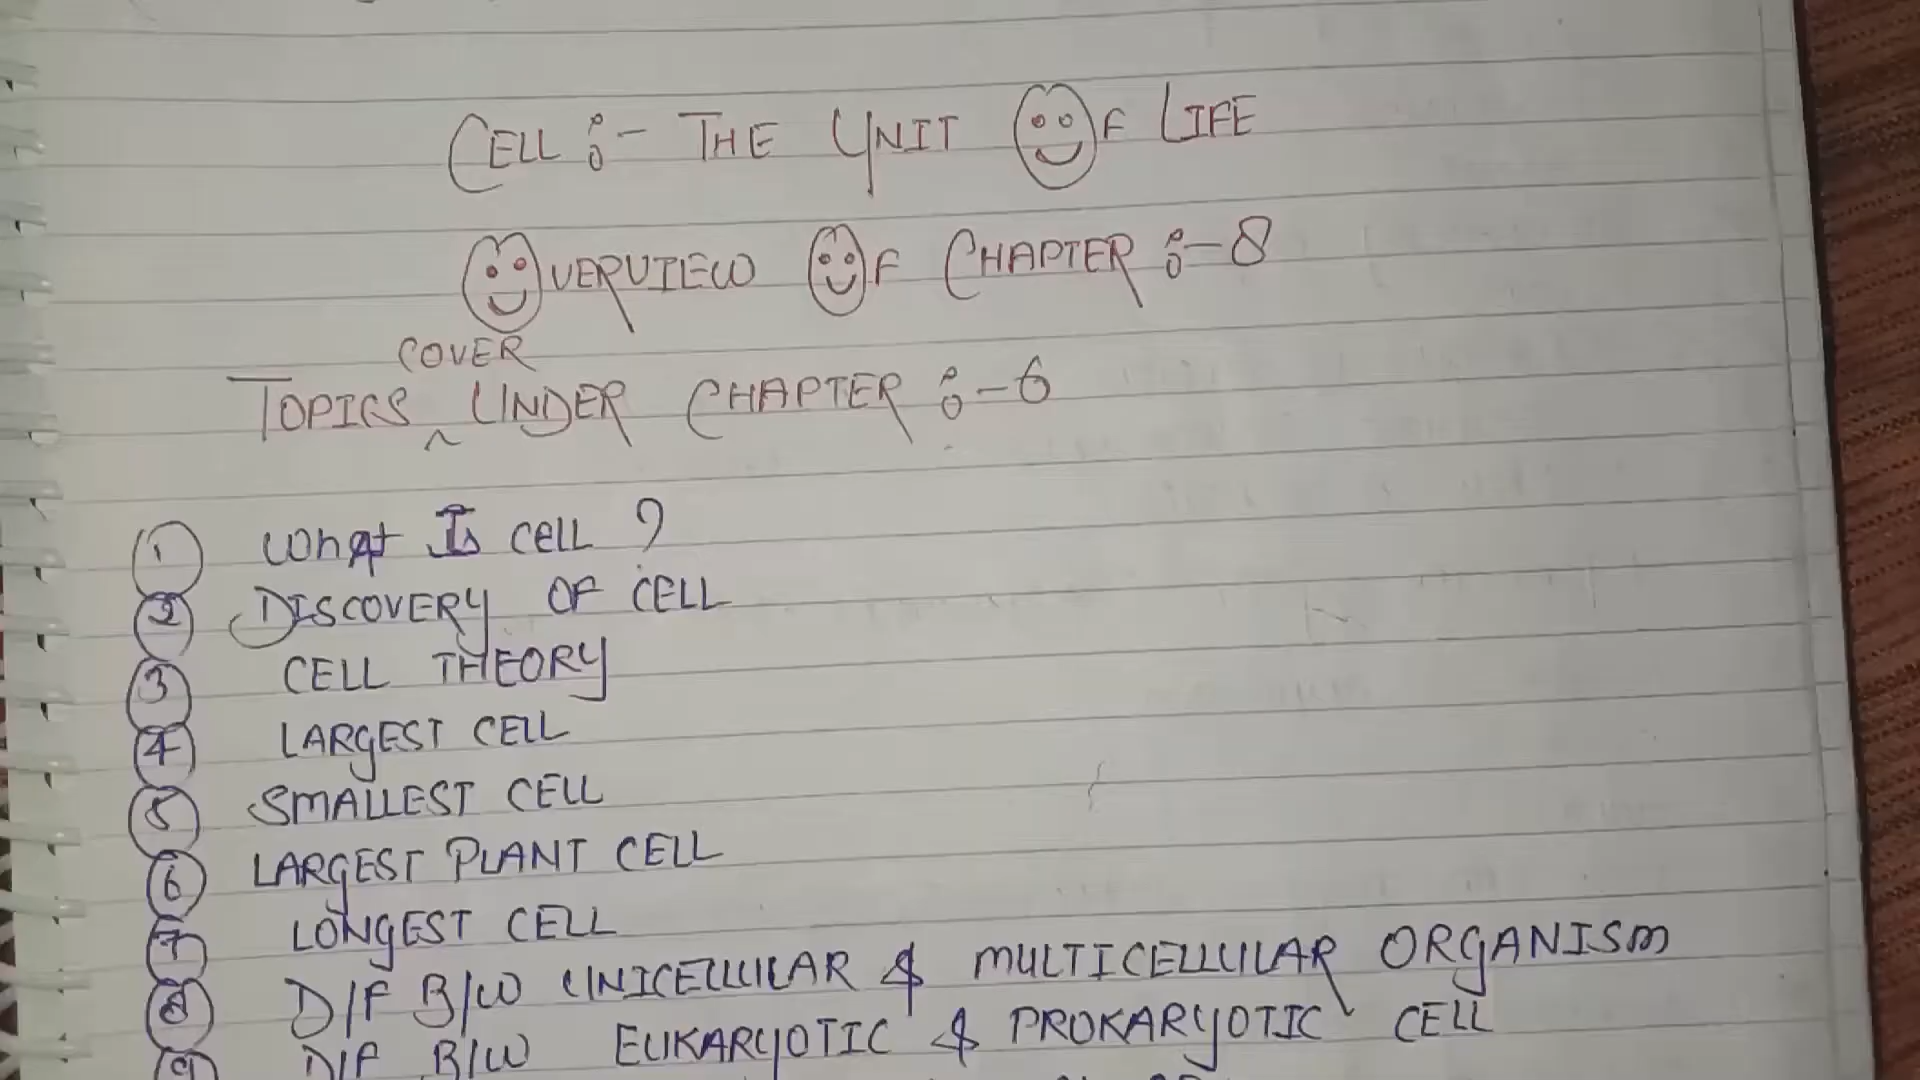 CELL :- THE UNIT OF LIFE
OVERVIEW OF CHAPTER :- 8
COVER
TOPICS ^ UNDER CHAPTER :- 6
1 What Is cell ?
2 DISCOVERY OF CELL
3 CELL THEORY
4 LARGEST CELL
5 SMALLEST CELL
6 LARGEST PLANT CELL
7 LONGEST CELL
8 D/F B/W UNICELLULAR & MULTICELLULAR ORGANISM
9 D/F B/W EUKARYOTIC & PROKARYOTIC CELL